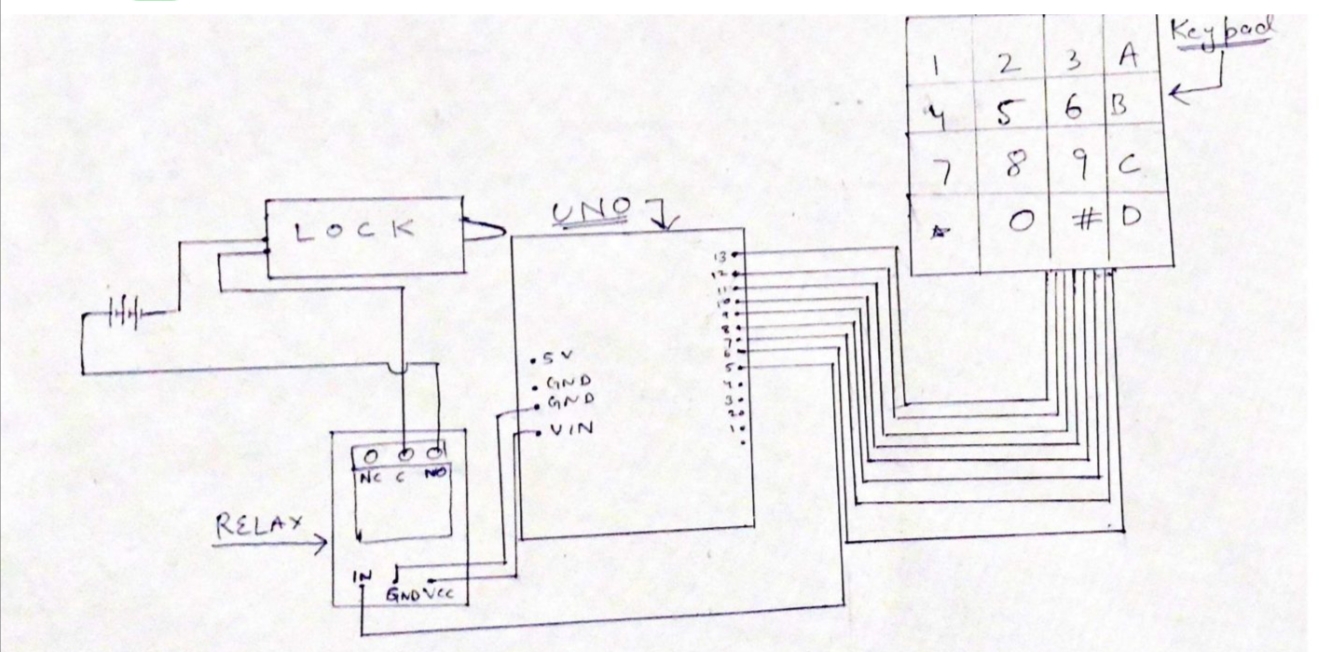 Keypad
1 2 3 A
4 5 6 B
7 8 9 C
* 0 # D
LOCK
UNO
13
12
11
10
9
8
7
6
5
4
3
2
1
5V
GND
GND
VIN
NC C NO
RELAX
IN GND VCC